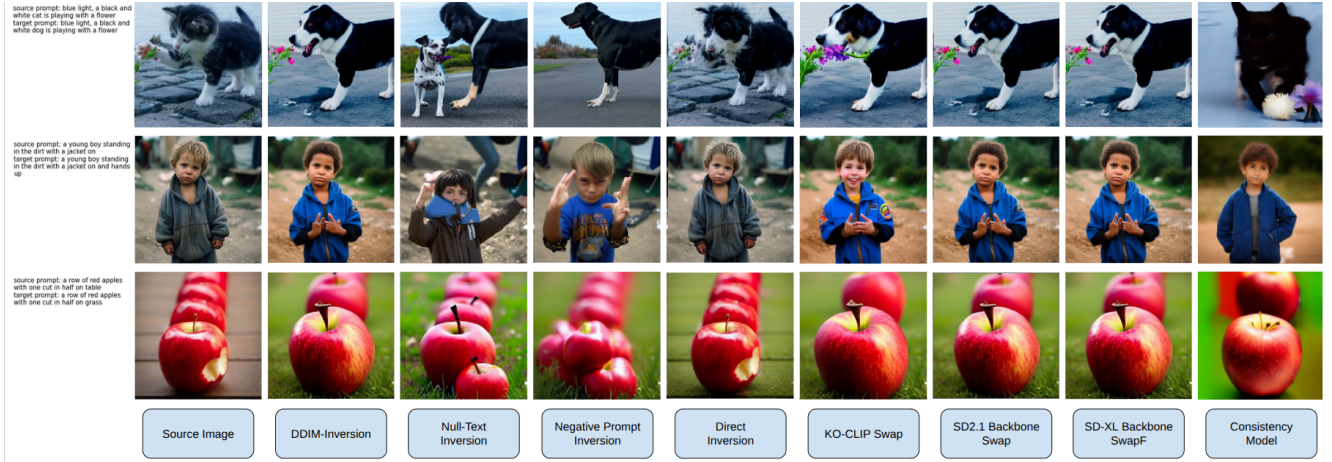 source prompt: blue light, a black and
white cat is playing with a flower
target prompt: blue light, a black and
white dog is playing with a flower
source prompt: a young boy standing
in the dirt with a jacket on
target prompt: a young boy standing
in the dirt with a jacket on and hands
up
source prompt: a row of red apples
with one cut in half on table
target prompt: a row of red apples
with one cut in half on grass
Source Image
DDIM-Inversion
Null-Text
Inversion
Negative Prompt
Inversion
Direct
Inversion
KO-CLIP Swap
SD2.1 Backbone
Swap
SD-XL Backbone
SwapF
Consistency
Model